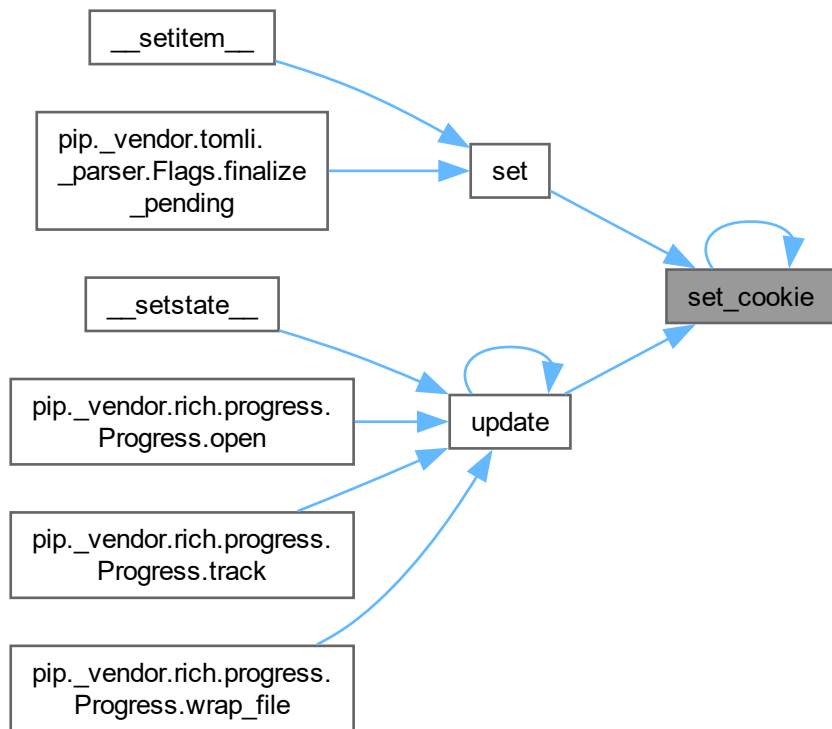 __setitem__
pip._vendor.tomli.
_parser.Flags.finalize
_pending
set
set_cookie
__setstate__
pip._vendor.rich.progress.
Progress.open
update
pip._vendor.rich.progress.
Progress.track
pip._vendor.rich.progress.
Progress.wrap_file